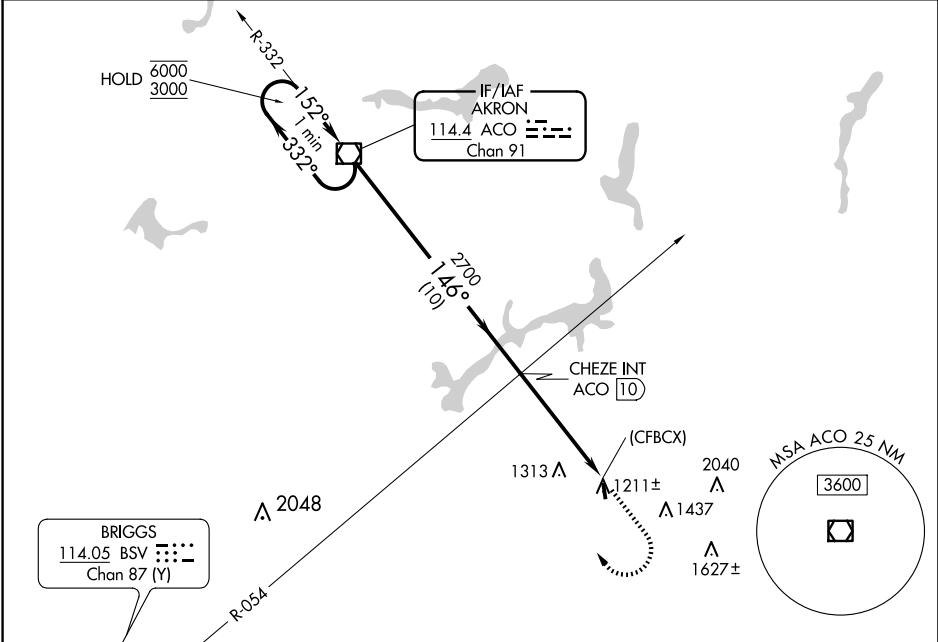 R-332
HOLD
6000
3000
152°
1 min
332°
IF/IAF
AKRON
114.4 ACO
Chan 91
2700
146°
(10)
CHEZE INT
ACO 10
(CFBCX)
1313
1211±
2040
1437
1627±
2048
MSA ACO 25 NM
3600
BRIGGS
114.05 BSV
Chan 87 (Y)
R-054